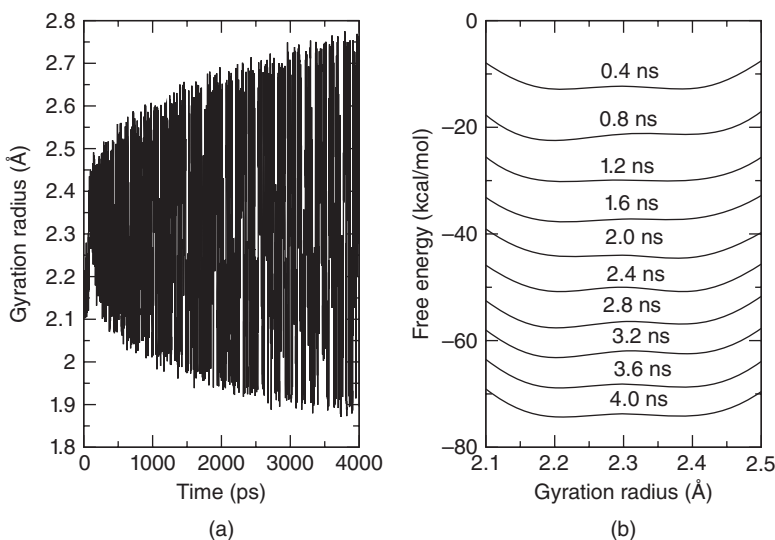 2.8
2.7
2.6
2.5
2.4
2.3
2.2
2.1
2
1.9
1.8
Gyration radius (Å)
0 1000 2000 3000 4000
Time (ps)
(a)
0
−20
−40
−60
−80
Free energy (kcal/mol)
0.4 ns
0.8 ns
1.2 ns
1.6 ns
2.0 ns
2.4 ns
2.8 ns
3.2 ns
3.6 ns
4.0 ns
2.1 2.2 2.3 2.4 2.5
Gyration radius (Å)
(b)